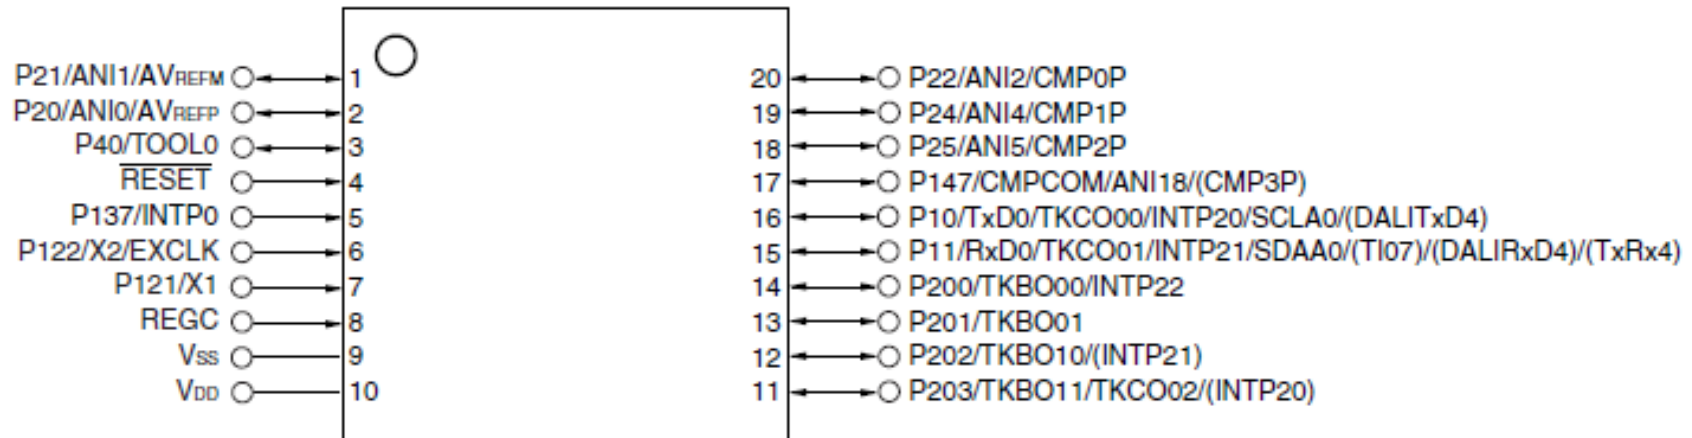 P21/ANI1/AVREFM 1 20 P22/ANI2/CMP0P
P20/ANI0/AVREFP 2 19 P24/ANI4/CMP1P
P40/TOOL0 3 18 P25/ANI5/CMP2P
RESET 4 17 P147/CMPCOM/ANI18/(CMP3P)
P137/INTP0 5 16 P10/TxD0/TKCO00/INTP20/SCLA0/(DALITxD4)
P122/X2/EXCLK 6 15 P11/RxD0/TKCO01/INTP21/SDAA0/(TI07)/(DALIRxD4)/(TxRx4)
P121/X1 7 14 P200/TKBO00/INTP22
REGC 8 13 P201/TKBO01
VSS 9 12 P202/TKBO10/(INTP21)
VDD 10 11 P203/TKBO11/TKCO02/(INTP20)